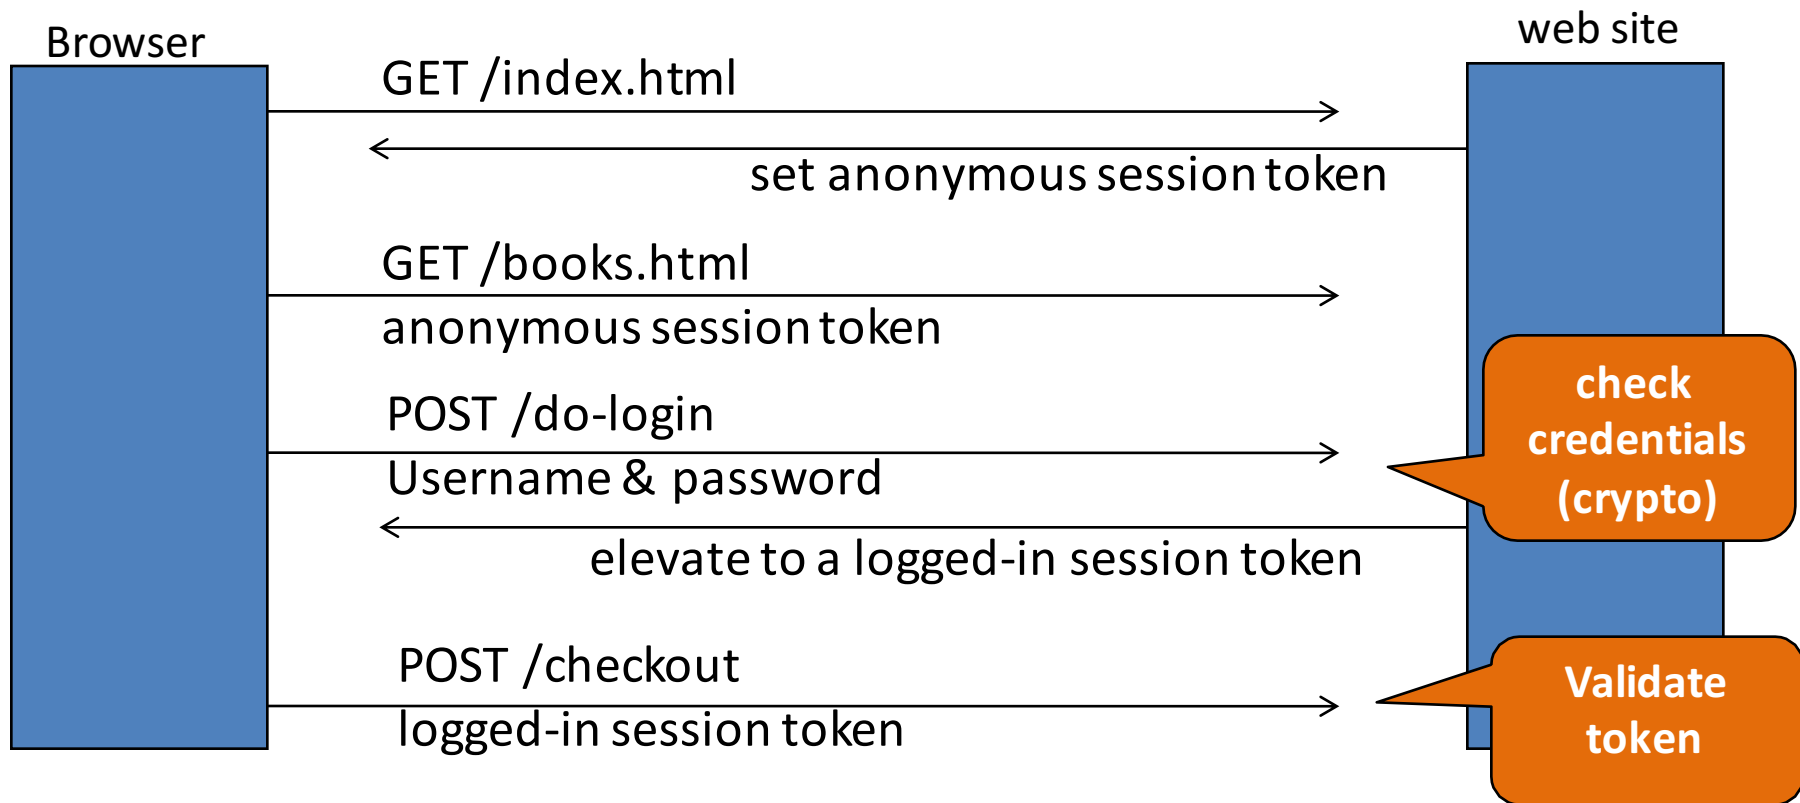 Browser
web site
GET /index.html
set anonymous session token
GET /books.html
anonymous session token
POST /do-login
Username & password
check
credentials
(crypto)
elevate to a logged-in session token
POST /checkout
logged-in session token
Validate
token